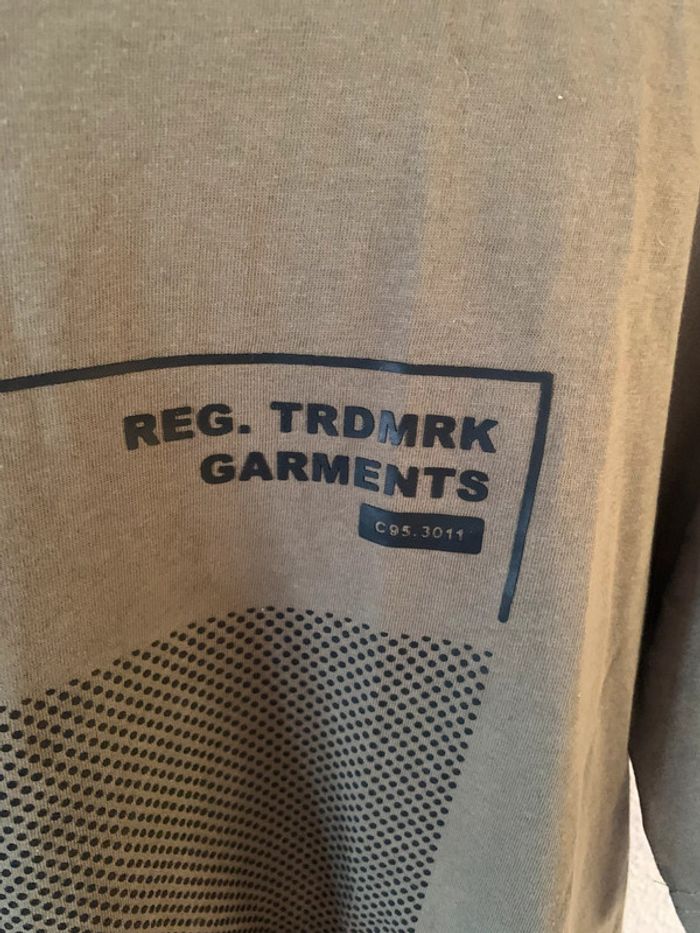 REG. TRDMRK
GARMENTS
C95.3011